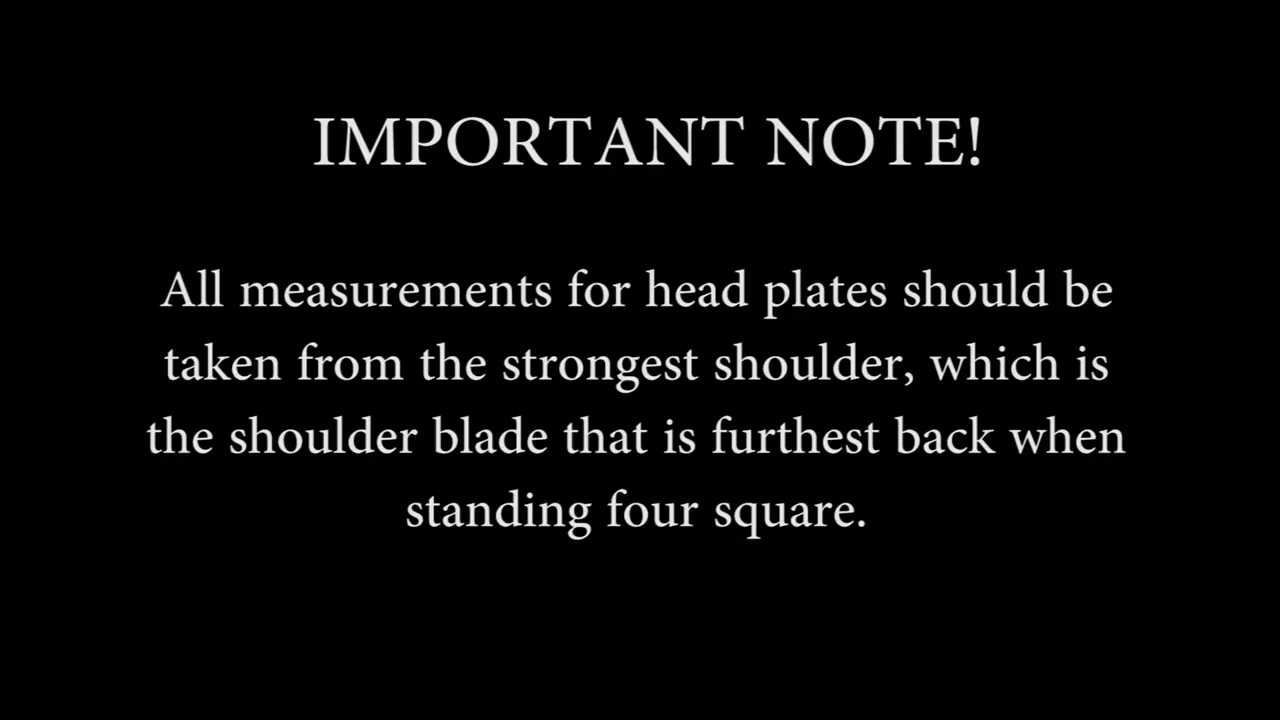 IMPORTANT NOTE!
All measurements for head plates should be
taken from the strongest shoulder, which is
the shoulder blade that is furthest back when
standing four square.